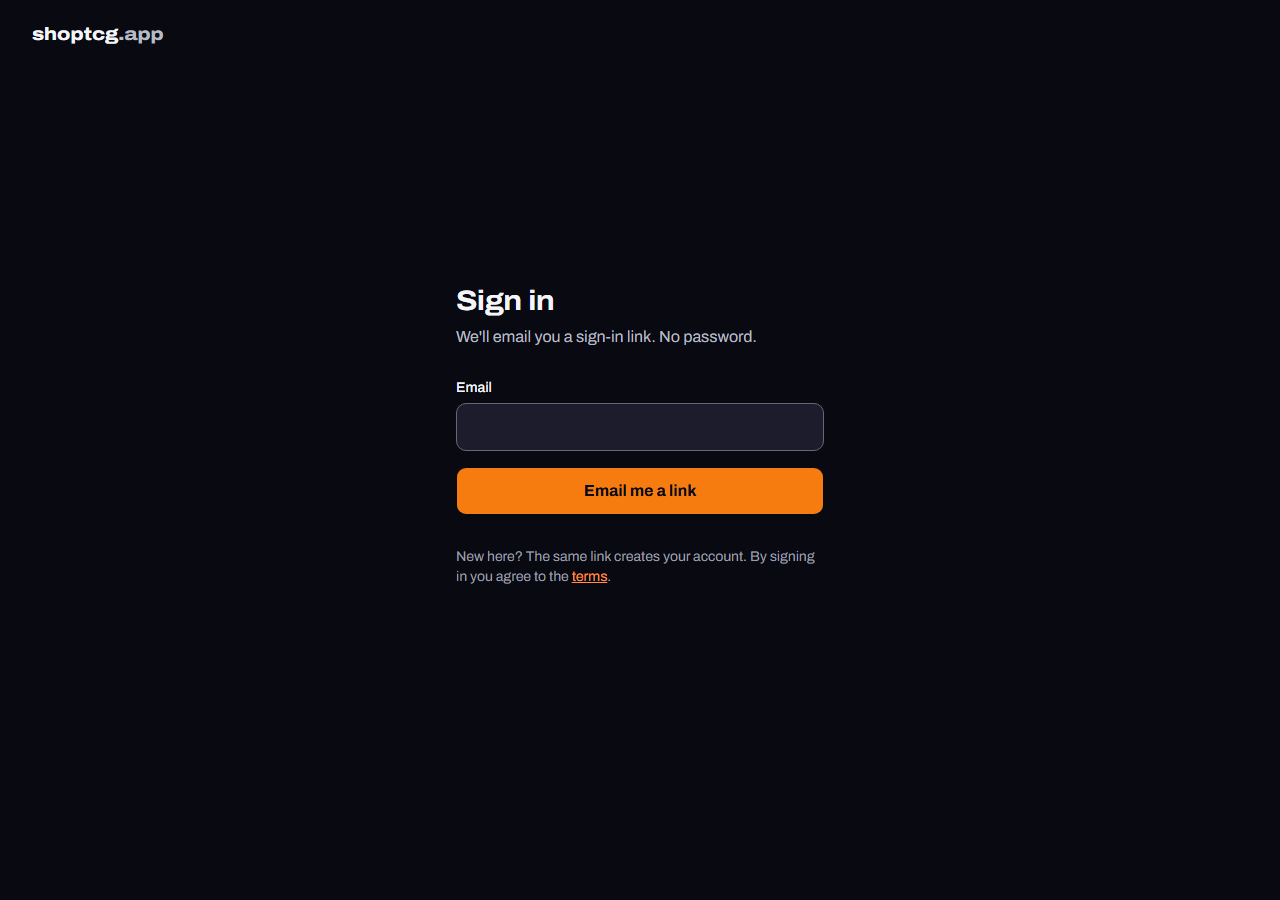 shoptcg.app
Sign in
We'll email you a sign-in link. No password.
Email
Email me a link
New here? The same link creates your account. By signing
in you agree to the terms.